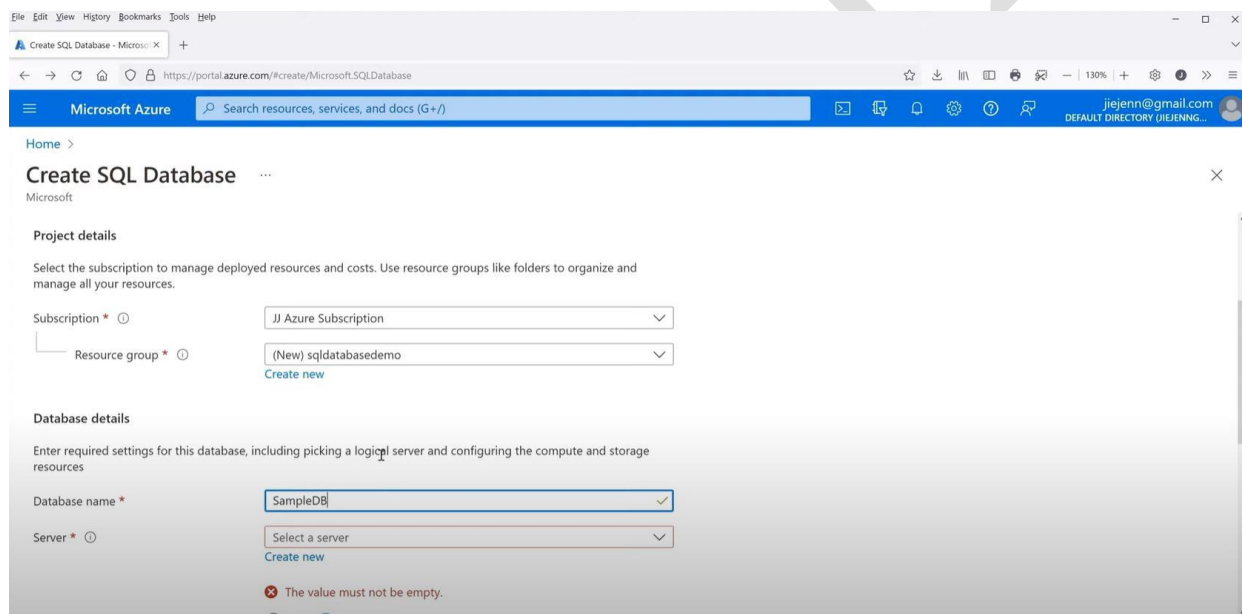 File Edit View History Bookmarks Tools Help
Create SQL Database - Microso
https://portal.azure.com/#create/Microsoft.SQLDatabase
130%
Microsoft Azure
Search resources, services, and docs (G+/)
jiejenn@gmail.com
DEFAULT DIRECTORY (JIEJENNG...
Home >
Create SQL Database ...
Microsoft
Project details
Select the subscription to manage deployed resources and costs. Use resource groups like folders to organize and
manage all your resources.
Subscription *
JJ Azure Subscription
Resource group *
(New) sqldatabasedemo
Create new
Database details
Enter required settings for this database, including picking a logical server and configuring the compute and storage
resources
Database name *
SampleDB
Server *
Select a server
Create new
The value must not be empty.